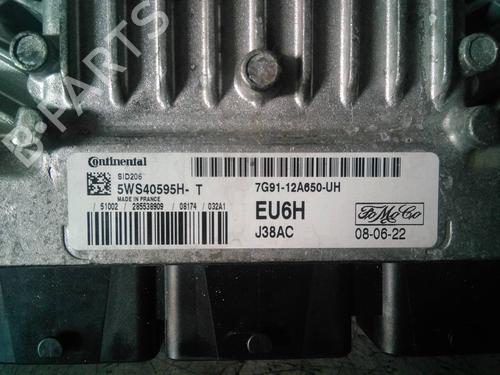 B-PARTS
Continental
SID206
5WS40595H- T
MADE IN FRANCE
/ 51002 / 285538909 / 08174 / 032A1
7G91-12A650-UH
EU6H
J38AC
FoMoCo
08-06-22